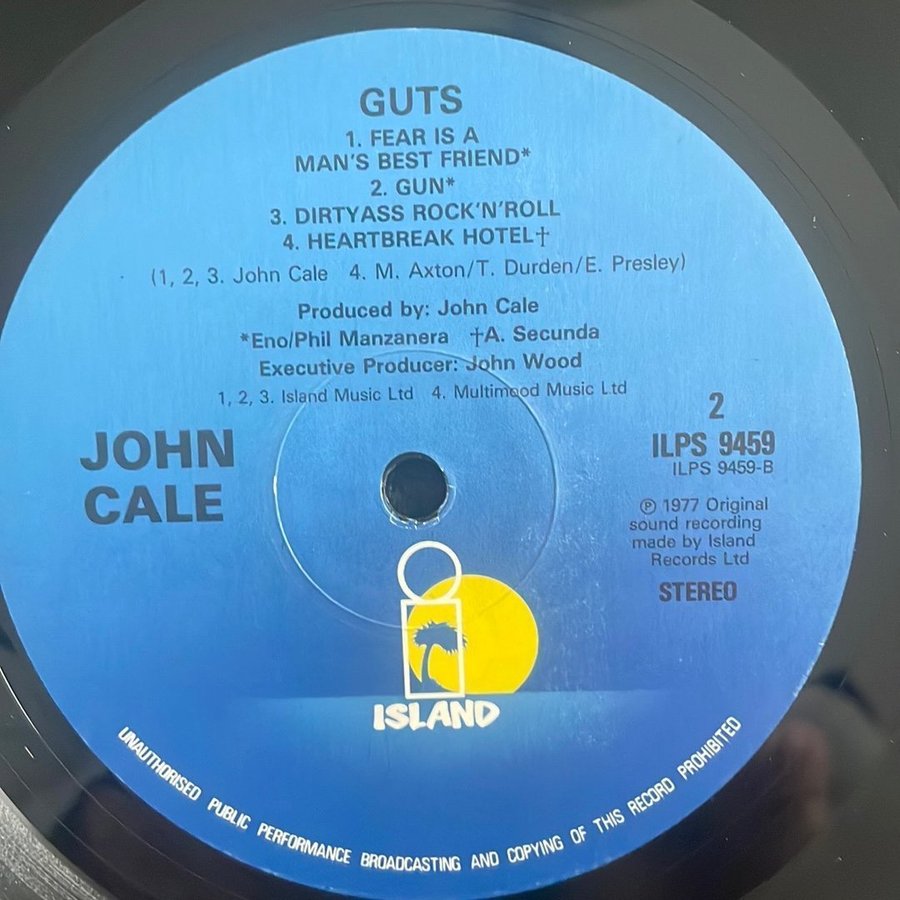 GUTS
1. FEAR IS A
MAN'S BEST FRIEND*
2. GUN*
3. DIRTYASS ROCK'N'ROLL
4. HEARTBREAK HOTEL†
(1, 2, 3. John Cale 4. M. Axton/T. Durden/E. Presley)
Produced by: John Cale
*Eno/Phil Manzanera †A. Secunda
Executive Producer: John Wood
1, 2, 3. Island Music Ltd 4. Multimood Music Ltd
JOHN
CALE
2
ILPS 9459
ILPS 9459-B
℗ 1977 Original
sound recording
made by Island
Records Ltd
STEREO
ISLAND
UNAUTHORISED PUBLIC PERFORMANCE BROADCASTING AND COPYING OF THIS RECORD PROHIBITED